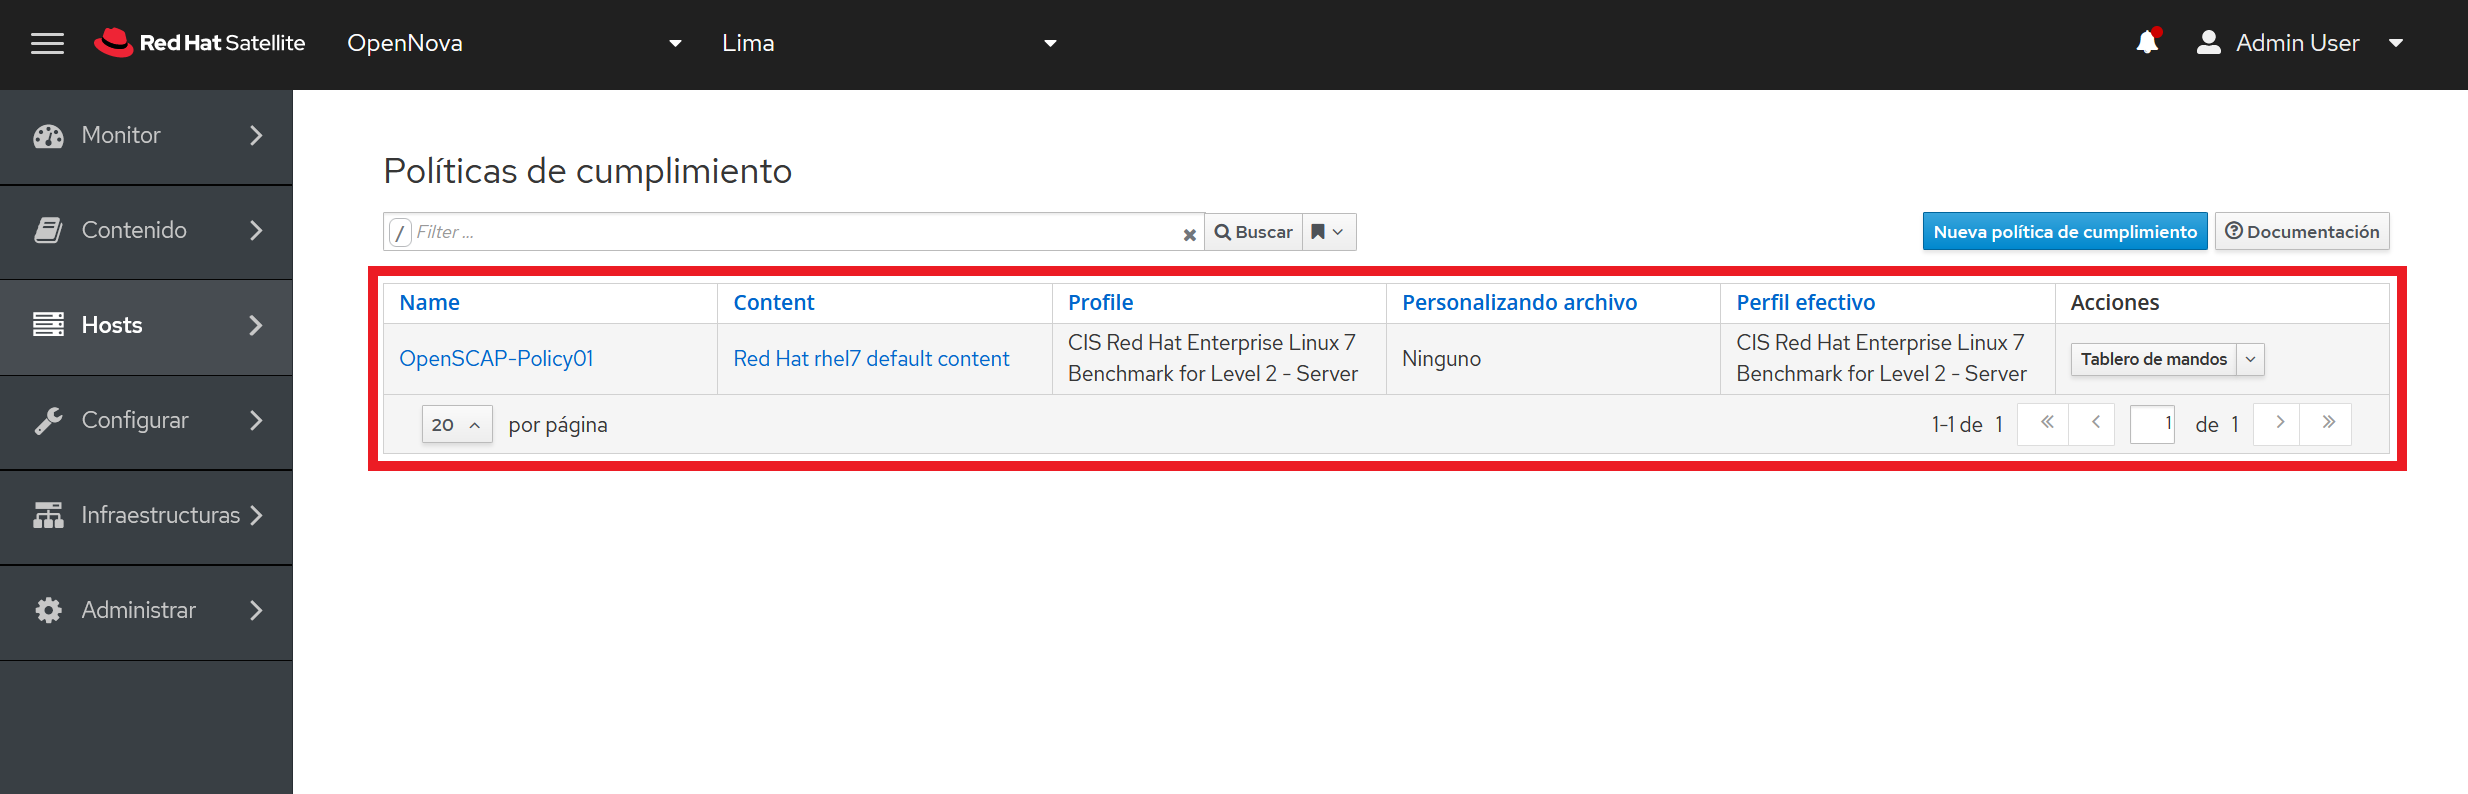 Red Hat Satellite OpenNova Lima Admin User
Monitor
Contenido
Hosts
Configurar
Infraestructuras
Administrar
Políticas de cumplimiento
/ Filter ... Buscar Nueva política de cumplimiento Documentación
Name Content Profile Personalizando archivo Perfil efectivo Acciones
OpenSCAP-Policy01 Red Hat rhel7 default content CIS Red Hat Enterprise Linux 7 Benchmark for Level 2 - Server Ninguno CIS Red Hat Enterprise Linux 7 Benchmark for Level 2 - Server Tablero de mandos
20 por página 1-1 de 1 « < 1 de 1 > »